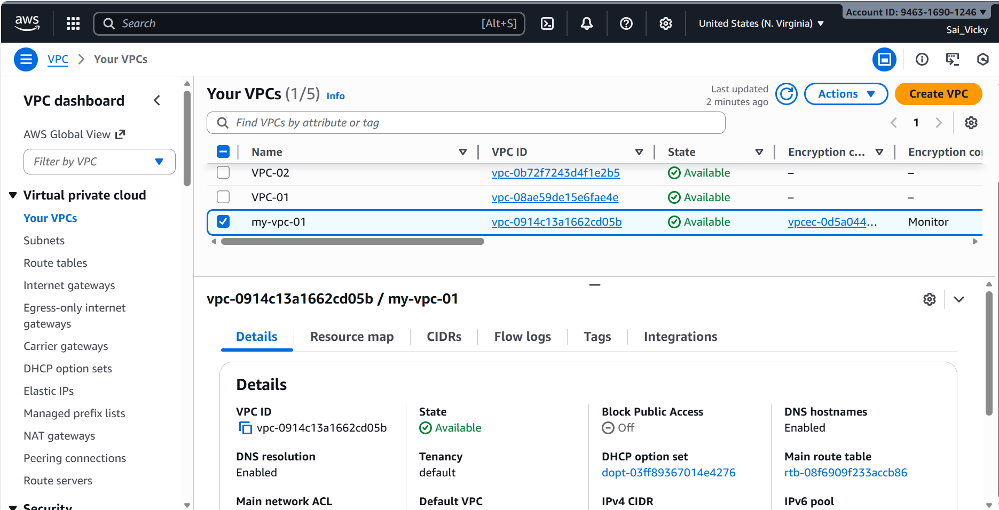 aws
Search [Alt+S]
United States (N. Virginia)
Account ID: 9463-1690-1246
Sai_Vicky
VPC
Your VPCs
VPC dashboard
AWS Global View
Filter by VPC
Virtual private cloud
Your VPCs
Subnets
Route tables
Internet gateways
Egress-only internet
gateways
Carrier gateways
DHCP option sets
Elastic IPs
Managed prefix lists
NAT gateways
Peering connections
Route servers
Security
Your VPCs (1/5) Info
Last updated
2 minutes ago
Actions
Create VPC
Find VPCs by attribute or tag
1
Name VPC ID State Encryption c... Encryption con
VPC-02 vpc-0b72f7243d4f1e2b5 Available – –
VPC-01 vpc-08ae59de15e6fae4e Available – –
my-vpc-01 vpc-0914c13a1662cd05b Available vpcec-0d5a044... Monitor
vpc-0914c13a1662cd05b / my-vpc-01
Details Resource map CIDRs Flow logs Tags Integrations
Details
VPC ID
vpc-0914c13a1662cd05b
State
Available
Block Public Access
Off
DNS hostnames
Enabled
DNS resolution
Enabled
Tenancy
default
DHCP option set
dopt-03ff89367014e4276
Main route table
rtb-08f6909f233accb86
Main network ACL
Default VPC
IPv4 CIDR
IPv6 pool